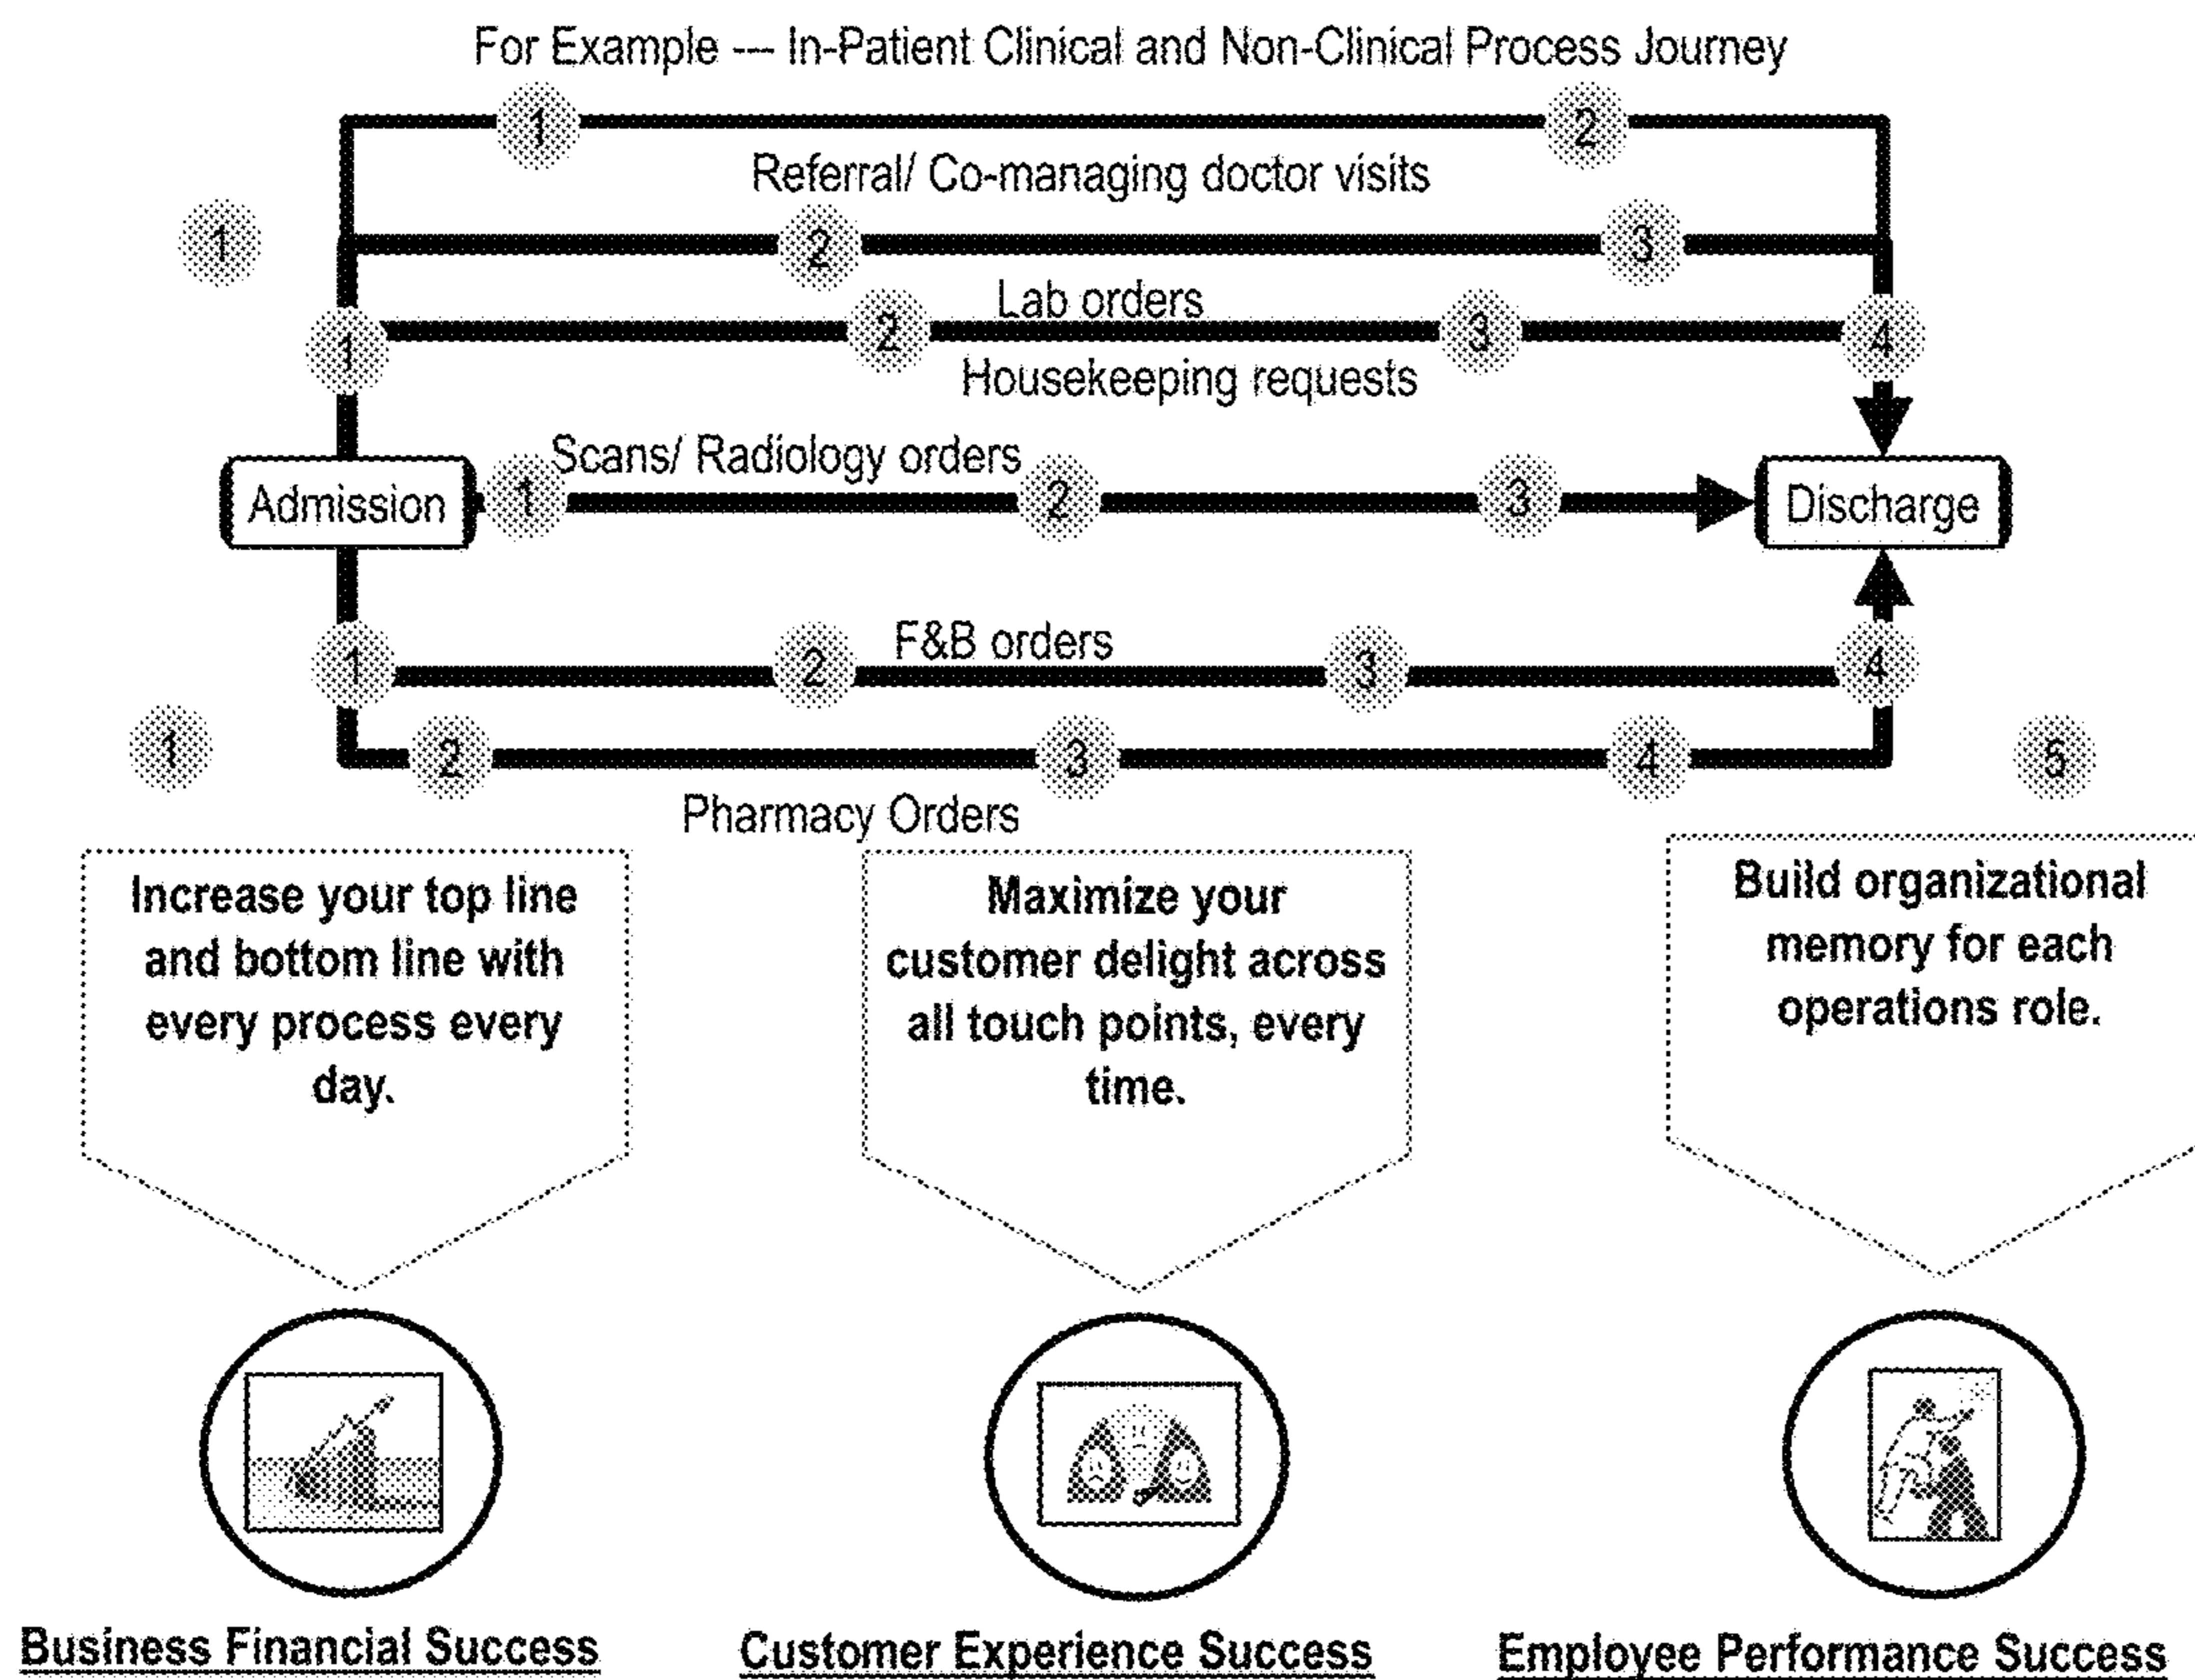 For Example --- In-Patient Clinical and Non-Clinical Process Journey
1
2
Referral/ Co-managing doctor visits
1
2
3
Lab orders
1
2
3
4
Housekeeping requests
Scans/ Radiology orders
Admission
1
2
3
Discharge
F&B orders
1
2
3
4
1
2
3
4
5
Pharmacy Orders
Increase your top line
and bottom line with
every process every
day.
Maximize your
customer delight across
all touch points, every
time.
Build organizational
memory for each
operations role.
Business Financial Success
Customer Experience Success
Employee Performance Success